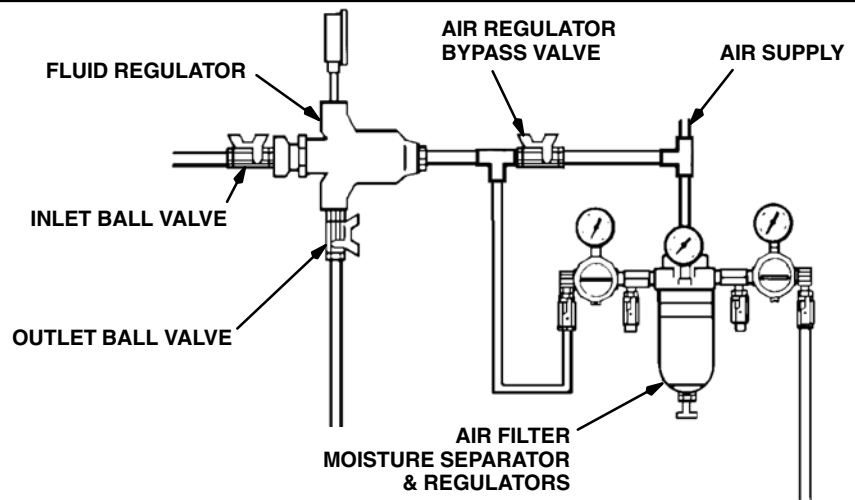 AIR REGULATOR
BYPASS VALVE
AIR SUPPLY
FLUID REGULATOR
INLET BALL VALVE
OUTLET BALL VALVE
AIR FILTER
MOISTURE SEPARATOR
& REGULATORS